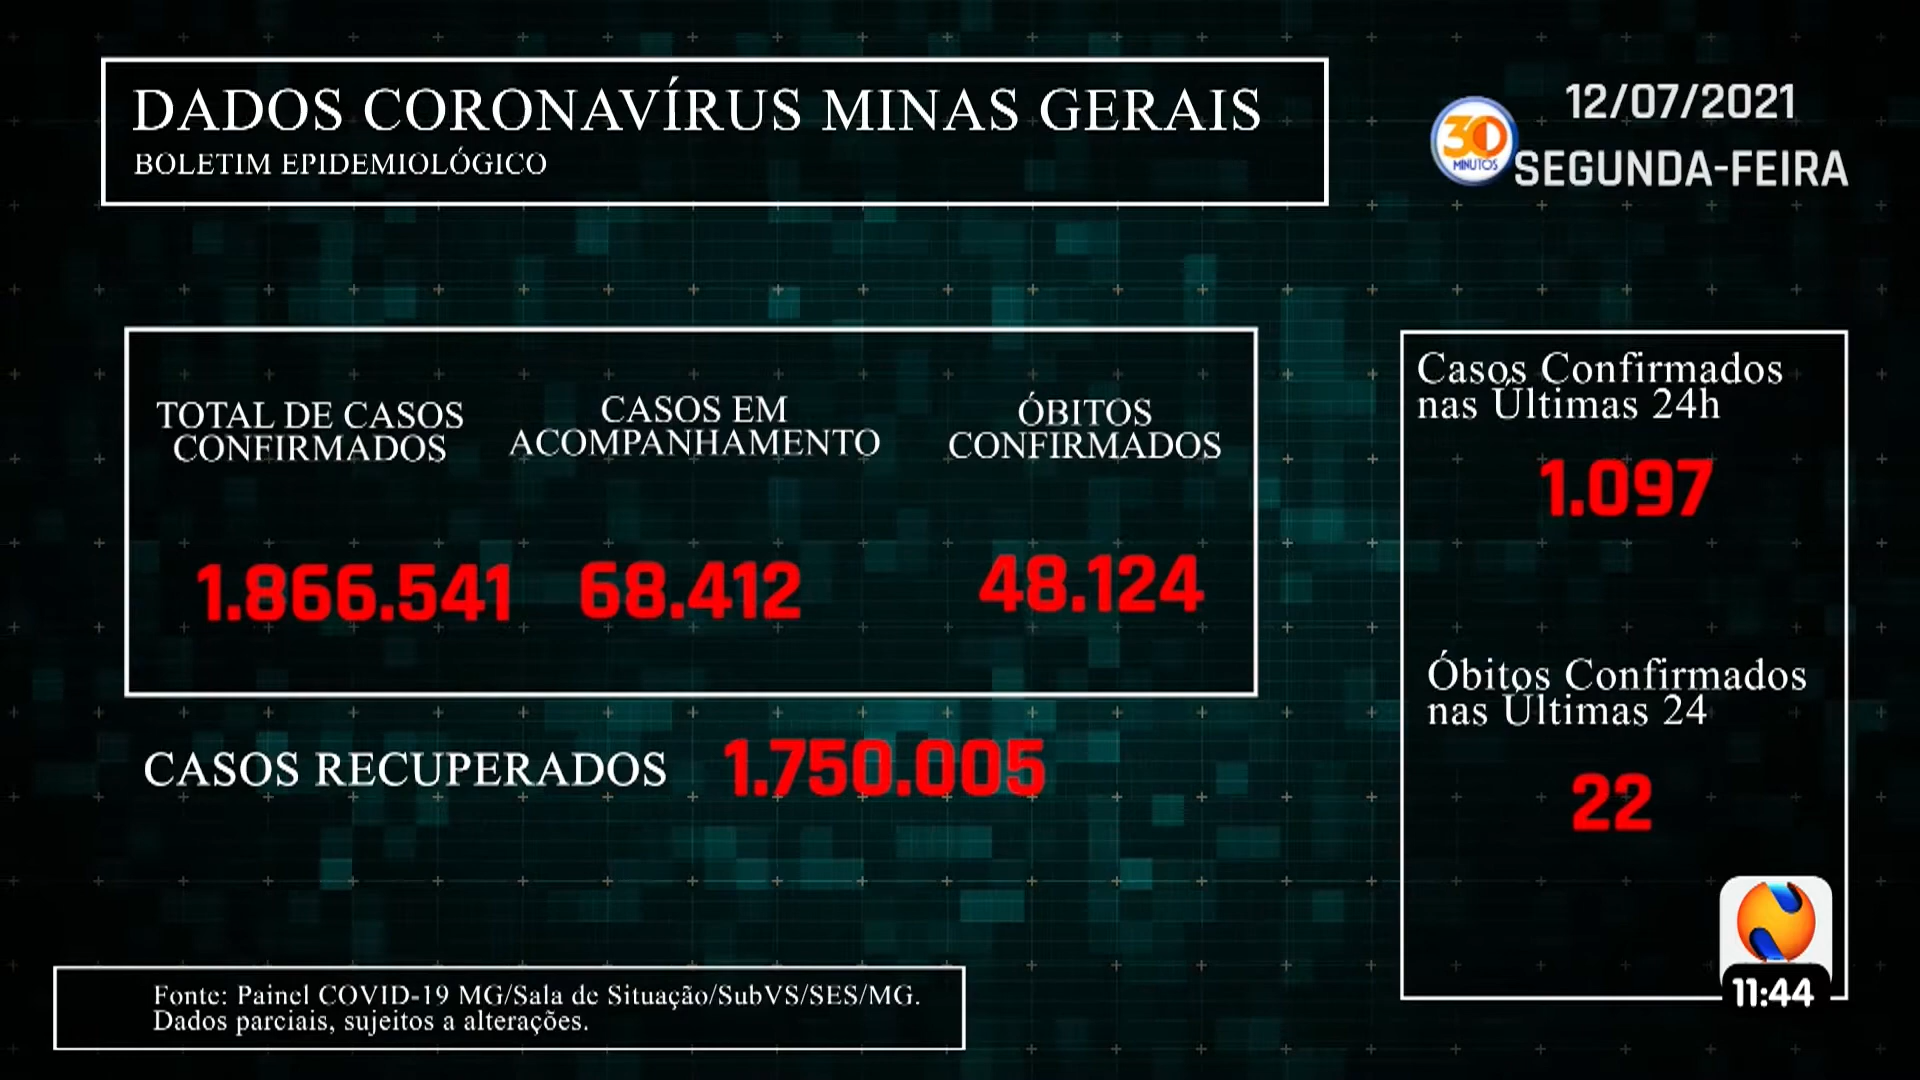 DADOS CORONAVÍRUS MINAS GERAIS
BOLETIM EPIDEMIOLÓGICO
30
MINUTOS
12/07/2021
SEGUNDA-FEIRA
TOTAL DE CASOS
CONFIRMADOS
1.866.541
CASOS EM
ACOMPANHAMENTO
68.412
ÓBITOS
CONFIRMADOS
48.124
CASOS RECUPERADOS 1.750.005
Casos Confirmados
nas Últimas 24h
1.097
Óbitos Confirmados
nas Últimas 24
22
Fonte: Painel COVID-19 MG/Sala de Situação/SubVS/SES/MG.
Dados parciais, sujeitos a alterações.
11:44